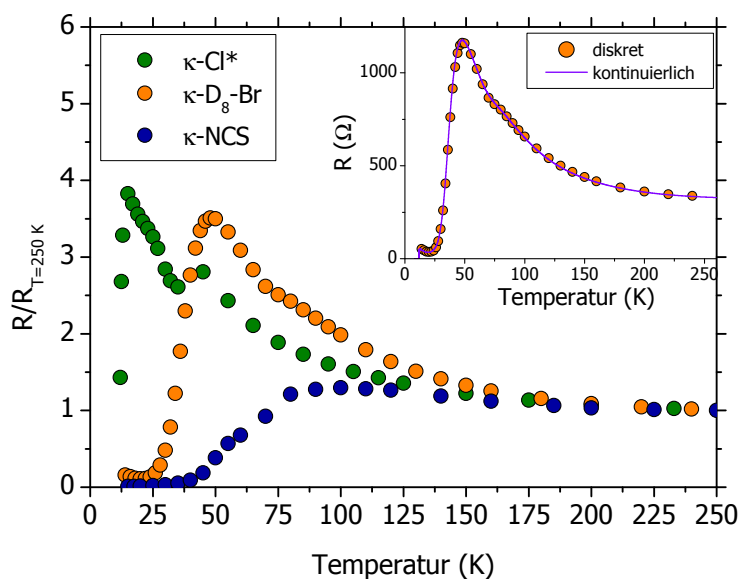 κ-Cl*
κ-D₈-Br
κ-NCS
diskret
kontinuierlich
1000
500
0
R (Ω)
0 50 100 150 200 250
Temperatur (K)
6
5
4
3
2
1
0
R/R_T=250 K
0 25 50 75 100 125 150 175 200 225 250
Temperatur (K)